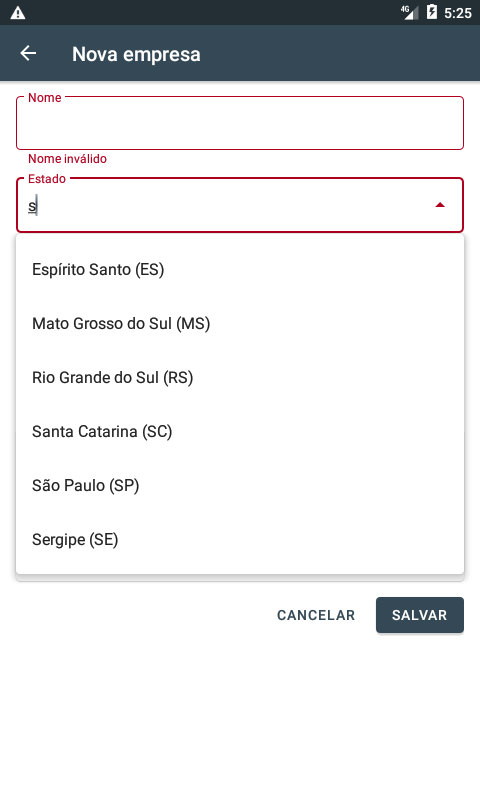 4G 5:25
Nova empresa
Nome
Nome inválido
Estado
s
Espírito Santo (ES)
Mato Grosso do Sul (MS)
Rio Grande do Sul (RS)
Santa Catarina (SC)
São Paulo (SP)
Sergipe (SE)
CANCELAR SALVAR